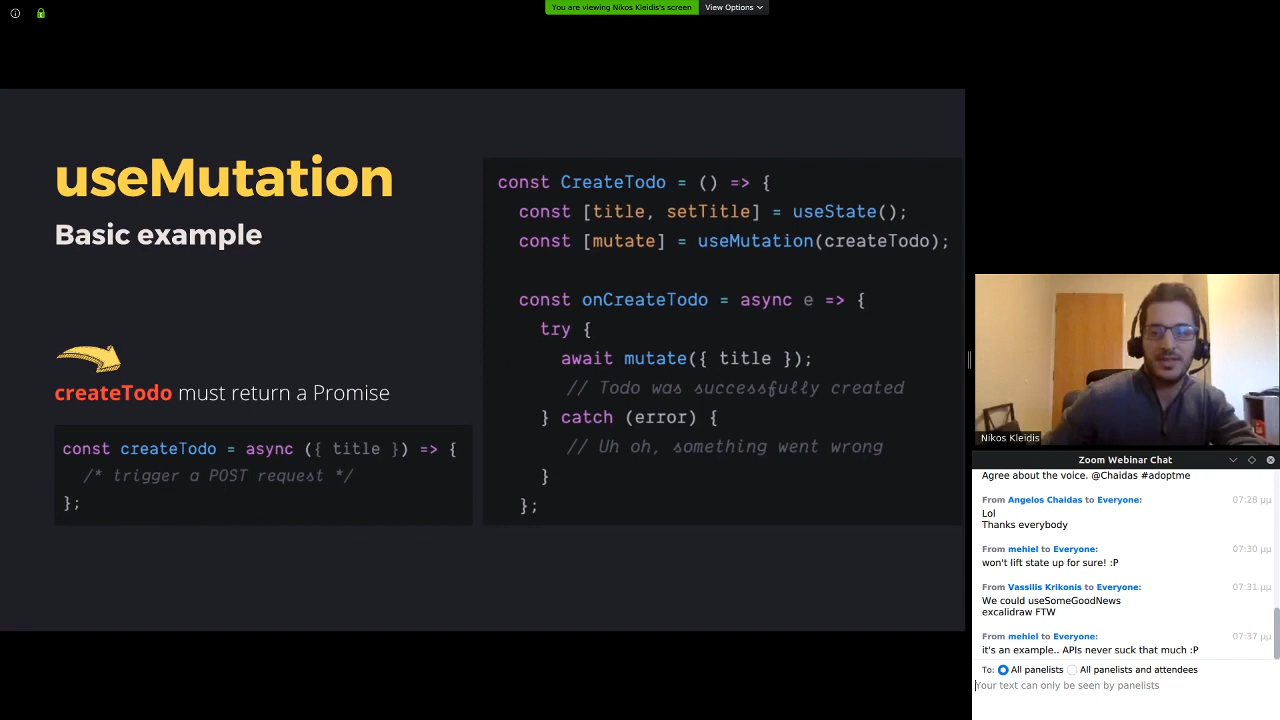 You are viewing Nikos Kleidis's screen
View Options
useMutation
Basic example
createTodo must return a Promise
const createTodo = async ({ title }) => {
/* trigger a POST request */
};
const CreateTodo = () => {
const [title, setTitle] = useState();
const [mutate] = useMutation(createTodo);
const onCreateTodo = async e => {
try {
await mutate({ title });
// Todo was successfully created
} catch (error) {
// Uh oh, something went wrong
}
};
Nikos Kleidis
Zoom Webinar Chat
Agree about the voice. @Chaidas #adoptme
From Angelos Chaidas to Everyone: 07:28 μμ
Lol
Thanks everybody
From mehiel to Everyone: 07:30 μμ
won't lift state up for sure! :P
From Vassilis Krikonis to Everyone: 07:31 μμ
We could useSomeGoodNews
excalidraw FTW
From mehiel to Everyone: 07:37 μμ
it's an example.. APIs never suck that much :P
To: All panelists All panelists and attendees
Your text can only be seen by panelists